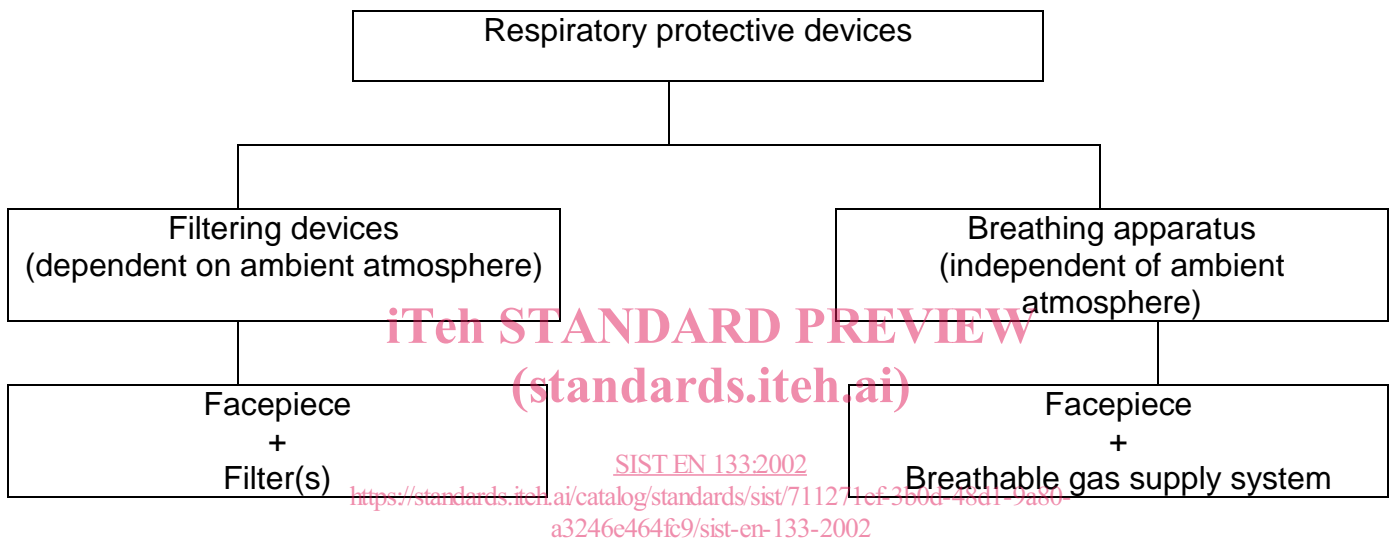 Respiratory protective devices
Filtering devices
(dependent on ambient atmosphere)
Breathing apparatus
(independent of ambient
atmosphere)
iTeh STANDARD PREVIEW
(standards.iteh.ai)
Facepiece
+
Filter(s)
Facepiece
+
Breathable gas supply system
SIST EN 133:2002
https://standards.iteh.ai/catalog/standards/sist/711271ef-3b0d-48d1-9a80-
a3246e464fc9/sist-en-133-2002